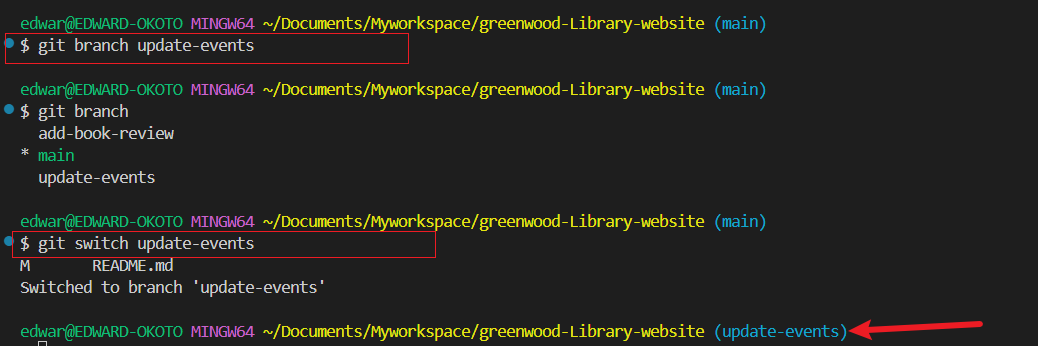 edwar@EDWARD-OKOTO MINGW64 ~/Documents/Myworkspace/greenwood-Library-website (main)
$ git branch update-events
edwar@EDWARD-OKOTO MINGW64 ~/Documents/Myworkspace/greenwood-Library-website (main)
$ git branch
add-book-review
* main
update-events
edwar@EDWARD-OKOTO MINGW64 ~/Documents/Myworkspace/greenwood-Library-website (main)
$ git switch update-events
M README.md
Switched to branch 'update-events'
edwar@EDWARD-OKOTO MINGW64 ~/Documents/Myworkspace/greenwood-Library-website (update-events)